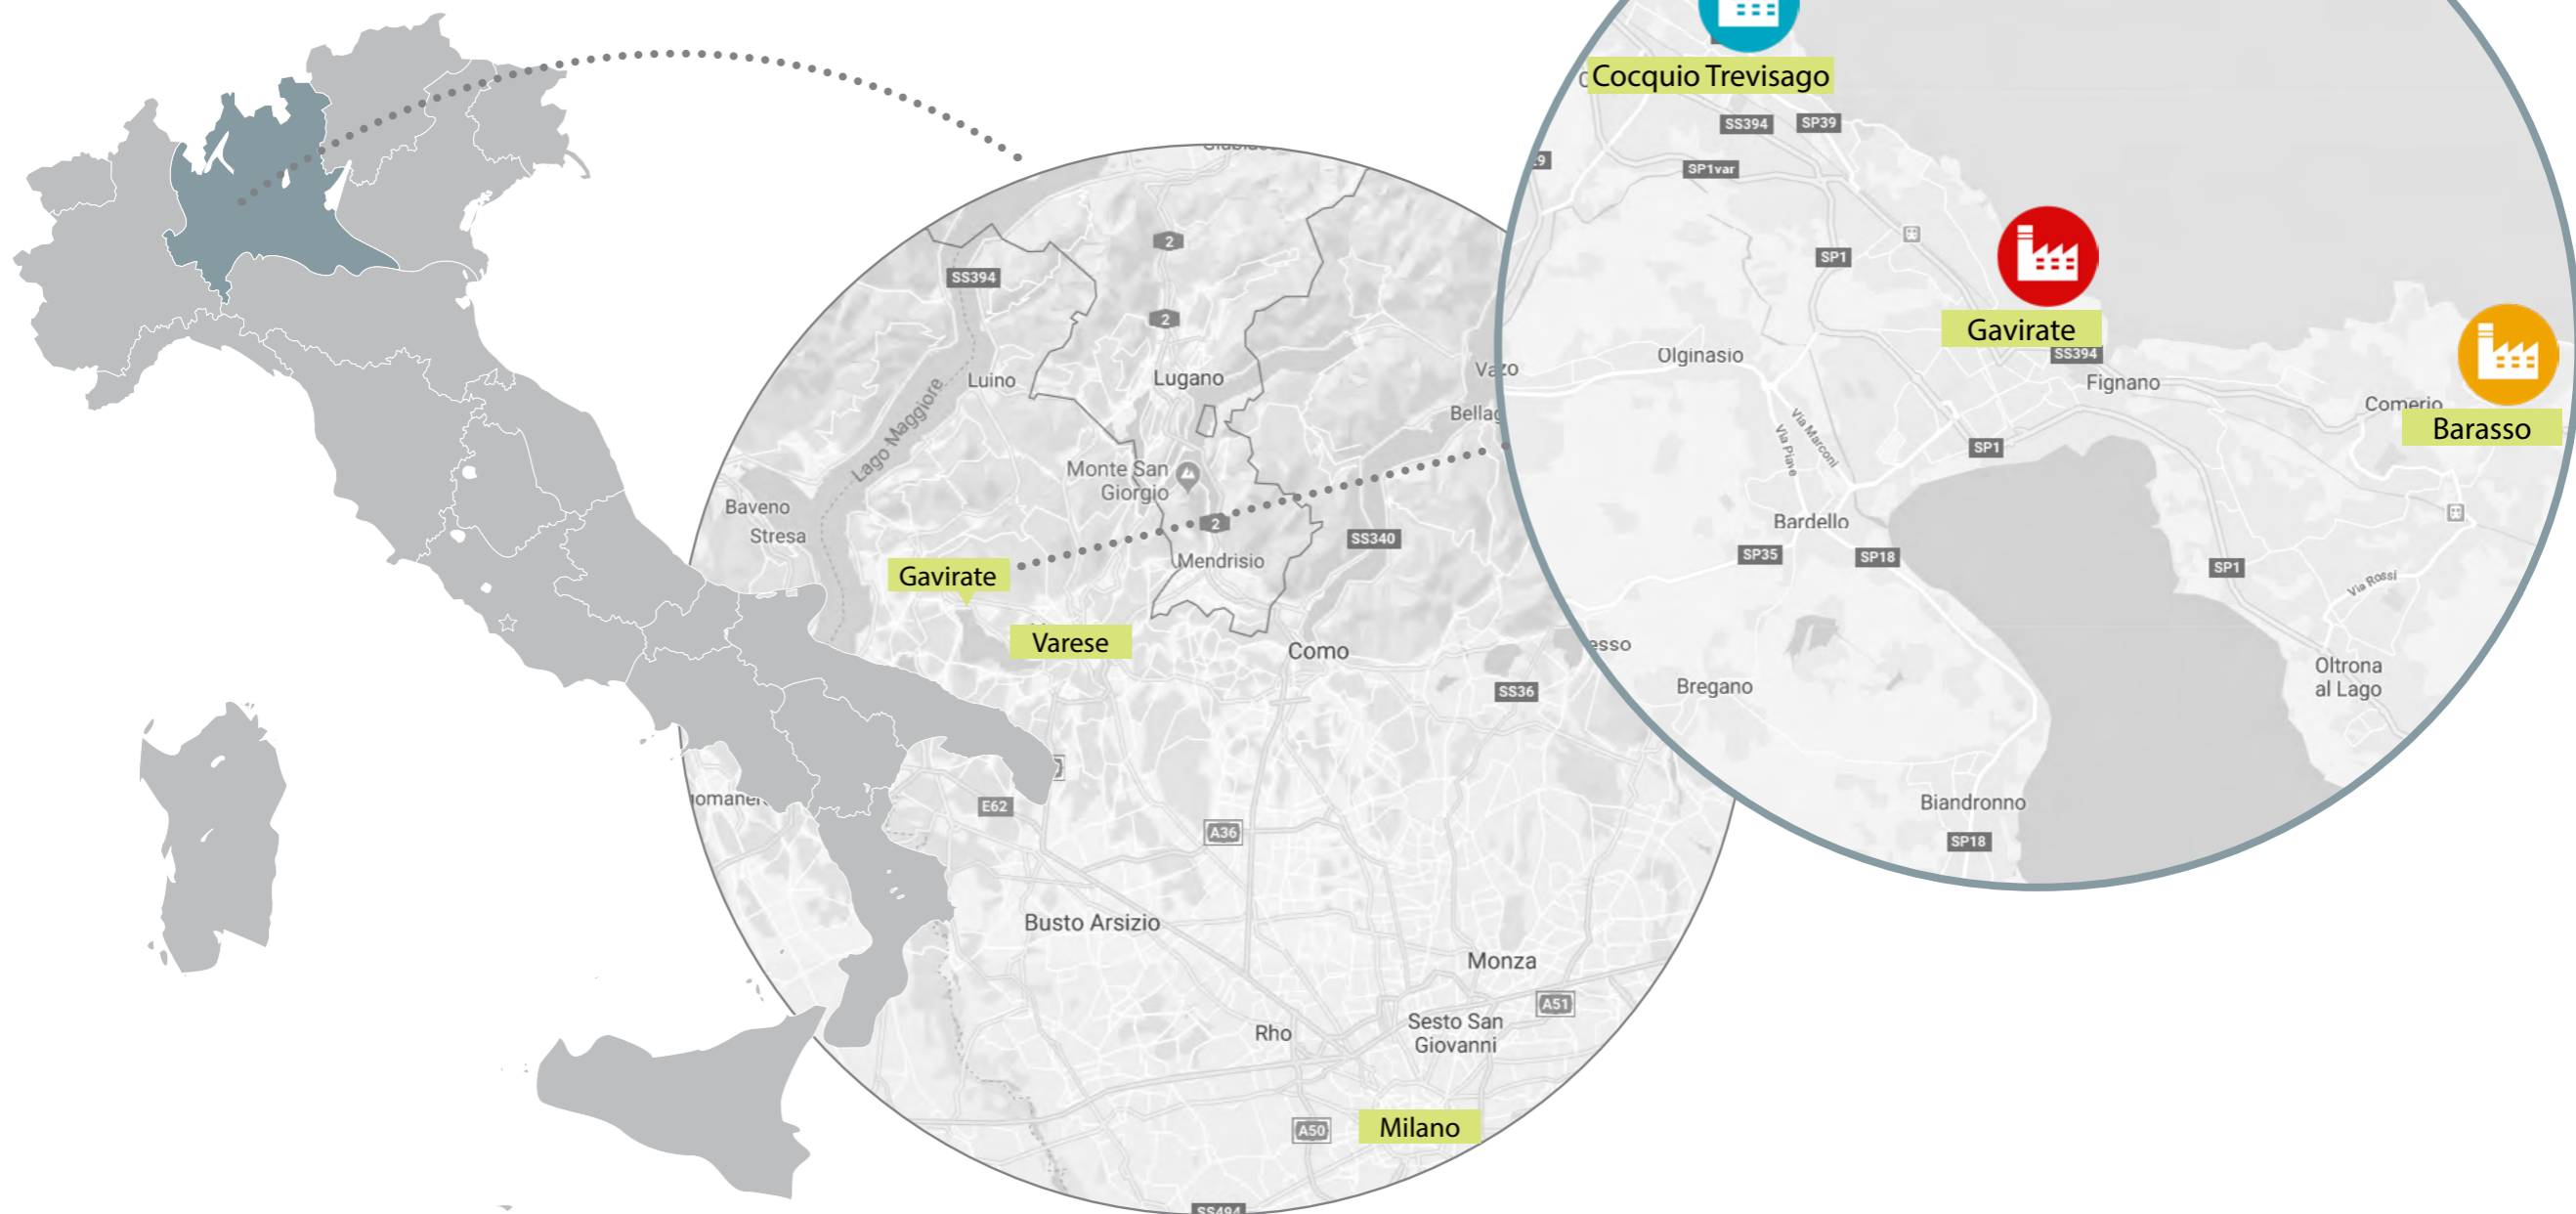 Cocquio Trevisago
SS394
SP39
SP1var
SP1
Gavirate
SS394
Olginasio
Fignano
Comerio
Barasso
Via Marconi
Via Piave
SP1
Bardello
SP35
SP18
SP1
Via Rossi
Oltrona
al Lago
Bregano
Biandronno
SP18
2
SS394
2
Luino
Lugano
Lago Maggiore
Monte San
Giorgio
Baveno
Stresa
2
SS340
Mendrisio
Gavirate
Varese
Como
SS36
E62
A36
Busto Arsizio
Monza
A51
Rho
Sesto San
Giovanni
A50
Milano
SS494